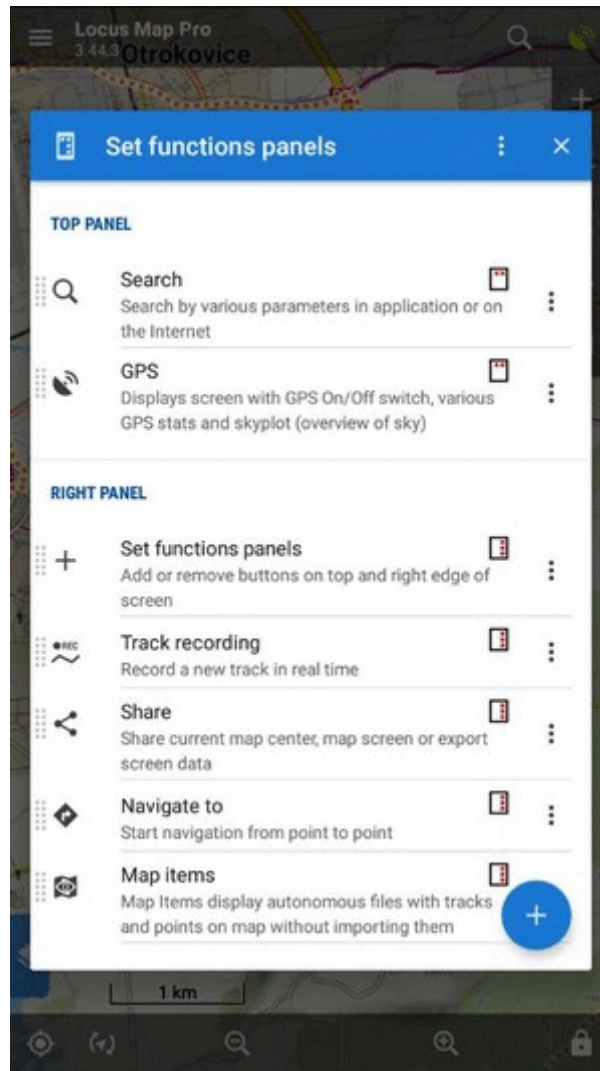 Locus Map Pro
3.44.3
Otrokovice
Set functions panels
TOP PANEL
Search
Search by various parameters in application or on
the Internet
GPS
Displays screen with GPS On/Off switch, various
GPS stats and skyplot (overview of sky)
RIGHT PANEL
Set functions panels
Add or remove buttons on top and right edge of
screen
REC
Track recording
Record a new track in real time
Share
Share current map center, map screen or export
screen data
Navigate to
Start navigation from point to point
Map items
Map Items display autonomous files with tracks
and points on map without importing them
1 km